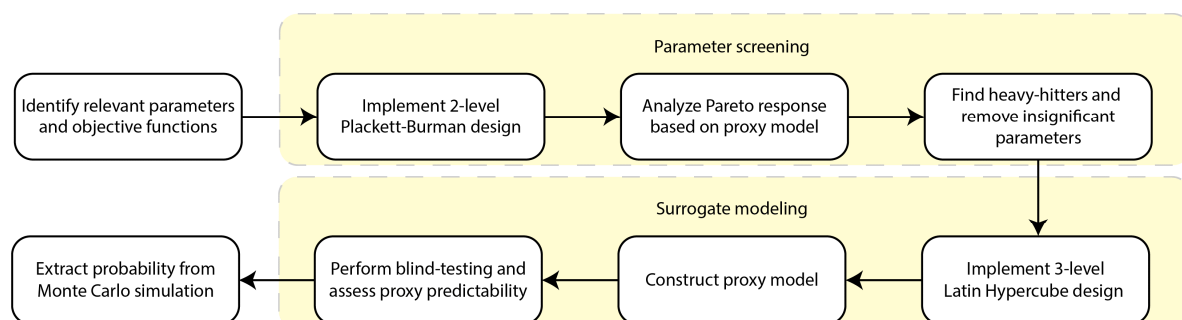 Parameter screening
Identify relevant parameters
and objective functions
Implement 2-level
Plackett-Burman design
Analyze Pareto response
based on proxy model
Find heavy-hitters and
remove insignificant
parameters
Surrogate modeling
Implement 3-level
Latin Hypercube design
Construct proxy model
Perform blind-testing and
assess proxy predictability
Extract probability from
Monte Carlo simulation